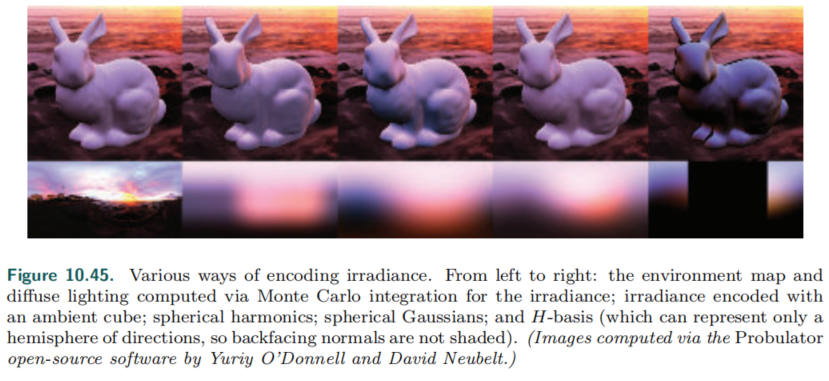 Figure 10.45. Various ways of encoding irradiance. From left to right: the environment map and
diffuse lighting computed via Monte Carlo integration for the irradiance; irradiance encoded with
an ambient cube; spherical harmonics; spherical Gaussians; and H-basis (which can represent only a
hemisphere of directions, so backfacing normals are not shaded). (Images computed via the Probulator
open-source software by Yuriy O'Donnell and David Neubelt.)